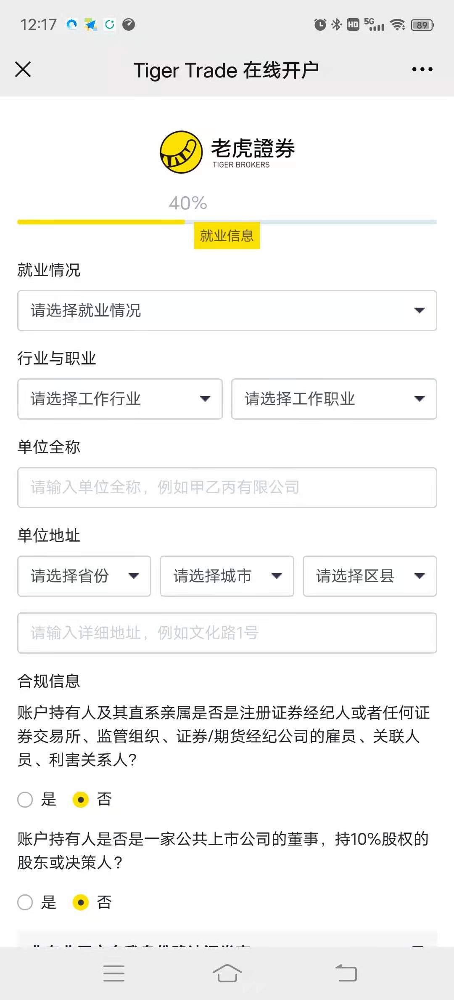 12:17
HD
5G
89
Tiger Trade 在线开户
老虎證券
TIGER BROKERS
40%
就业信息
就业情况
请选择就业情况
行业与职业
请选择工作行业
请选择工作职业
单位全称
请输入单位全称，例如甲乙丙有限公司
单位地址
请选择省份
请选择城市
请选择区县
请输入详细地址，例如文化路1号
合规信息
账户持有人及其直系亲属是否是注册证券经纪人或者任何证
券交易所、监管组织、证券/期货经纪公司的雇员、关联人
员、利害关系人?
是 否
账户持有人是否是一家公共上市公司的董事，持10%股权的
股东或决策人?
是 否